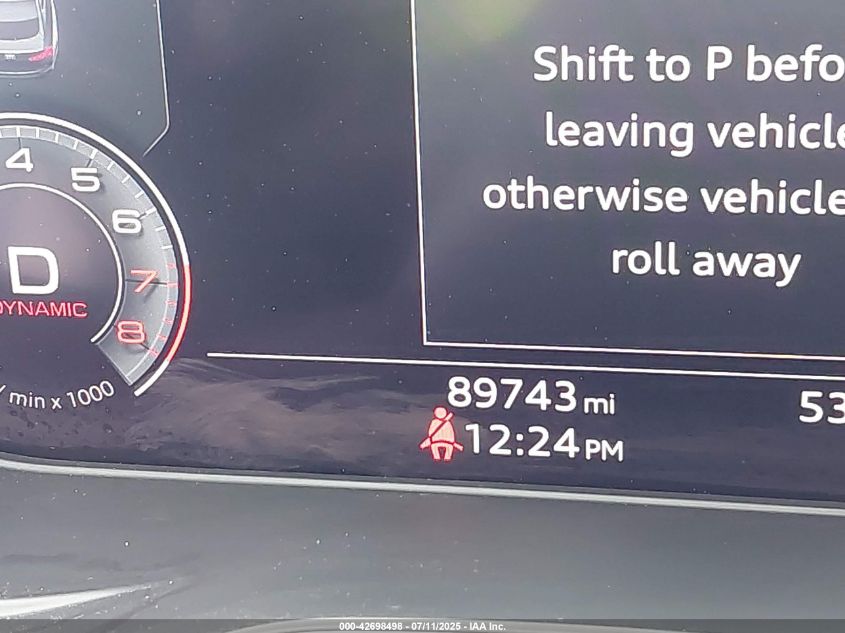 Shift to P befo
leaving vehicle
otherwise vehicle
roll away
4
5
6
7
8
D
DYNAMIC
/ min x 1000
89743 mi
53
12:24 PM
000-42698498 - 07/11/2025 - IAA Inc.